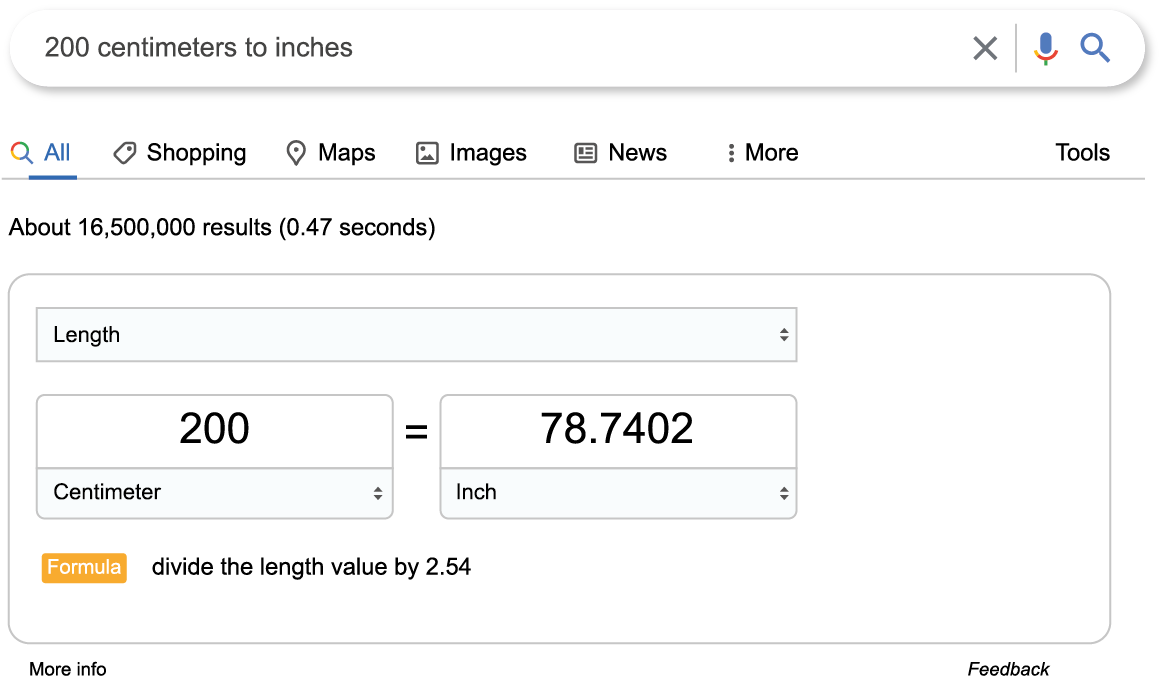 200 centimeters to inches
All Shopping Maps Images News More Tools
About 16,500,000 results (0.47 seconds)
Length
200 = 78.7402
Centimeter Inch
Formula divide the length value by 2.54
More info Feedback